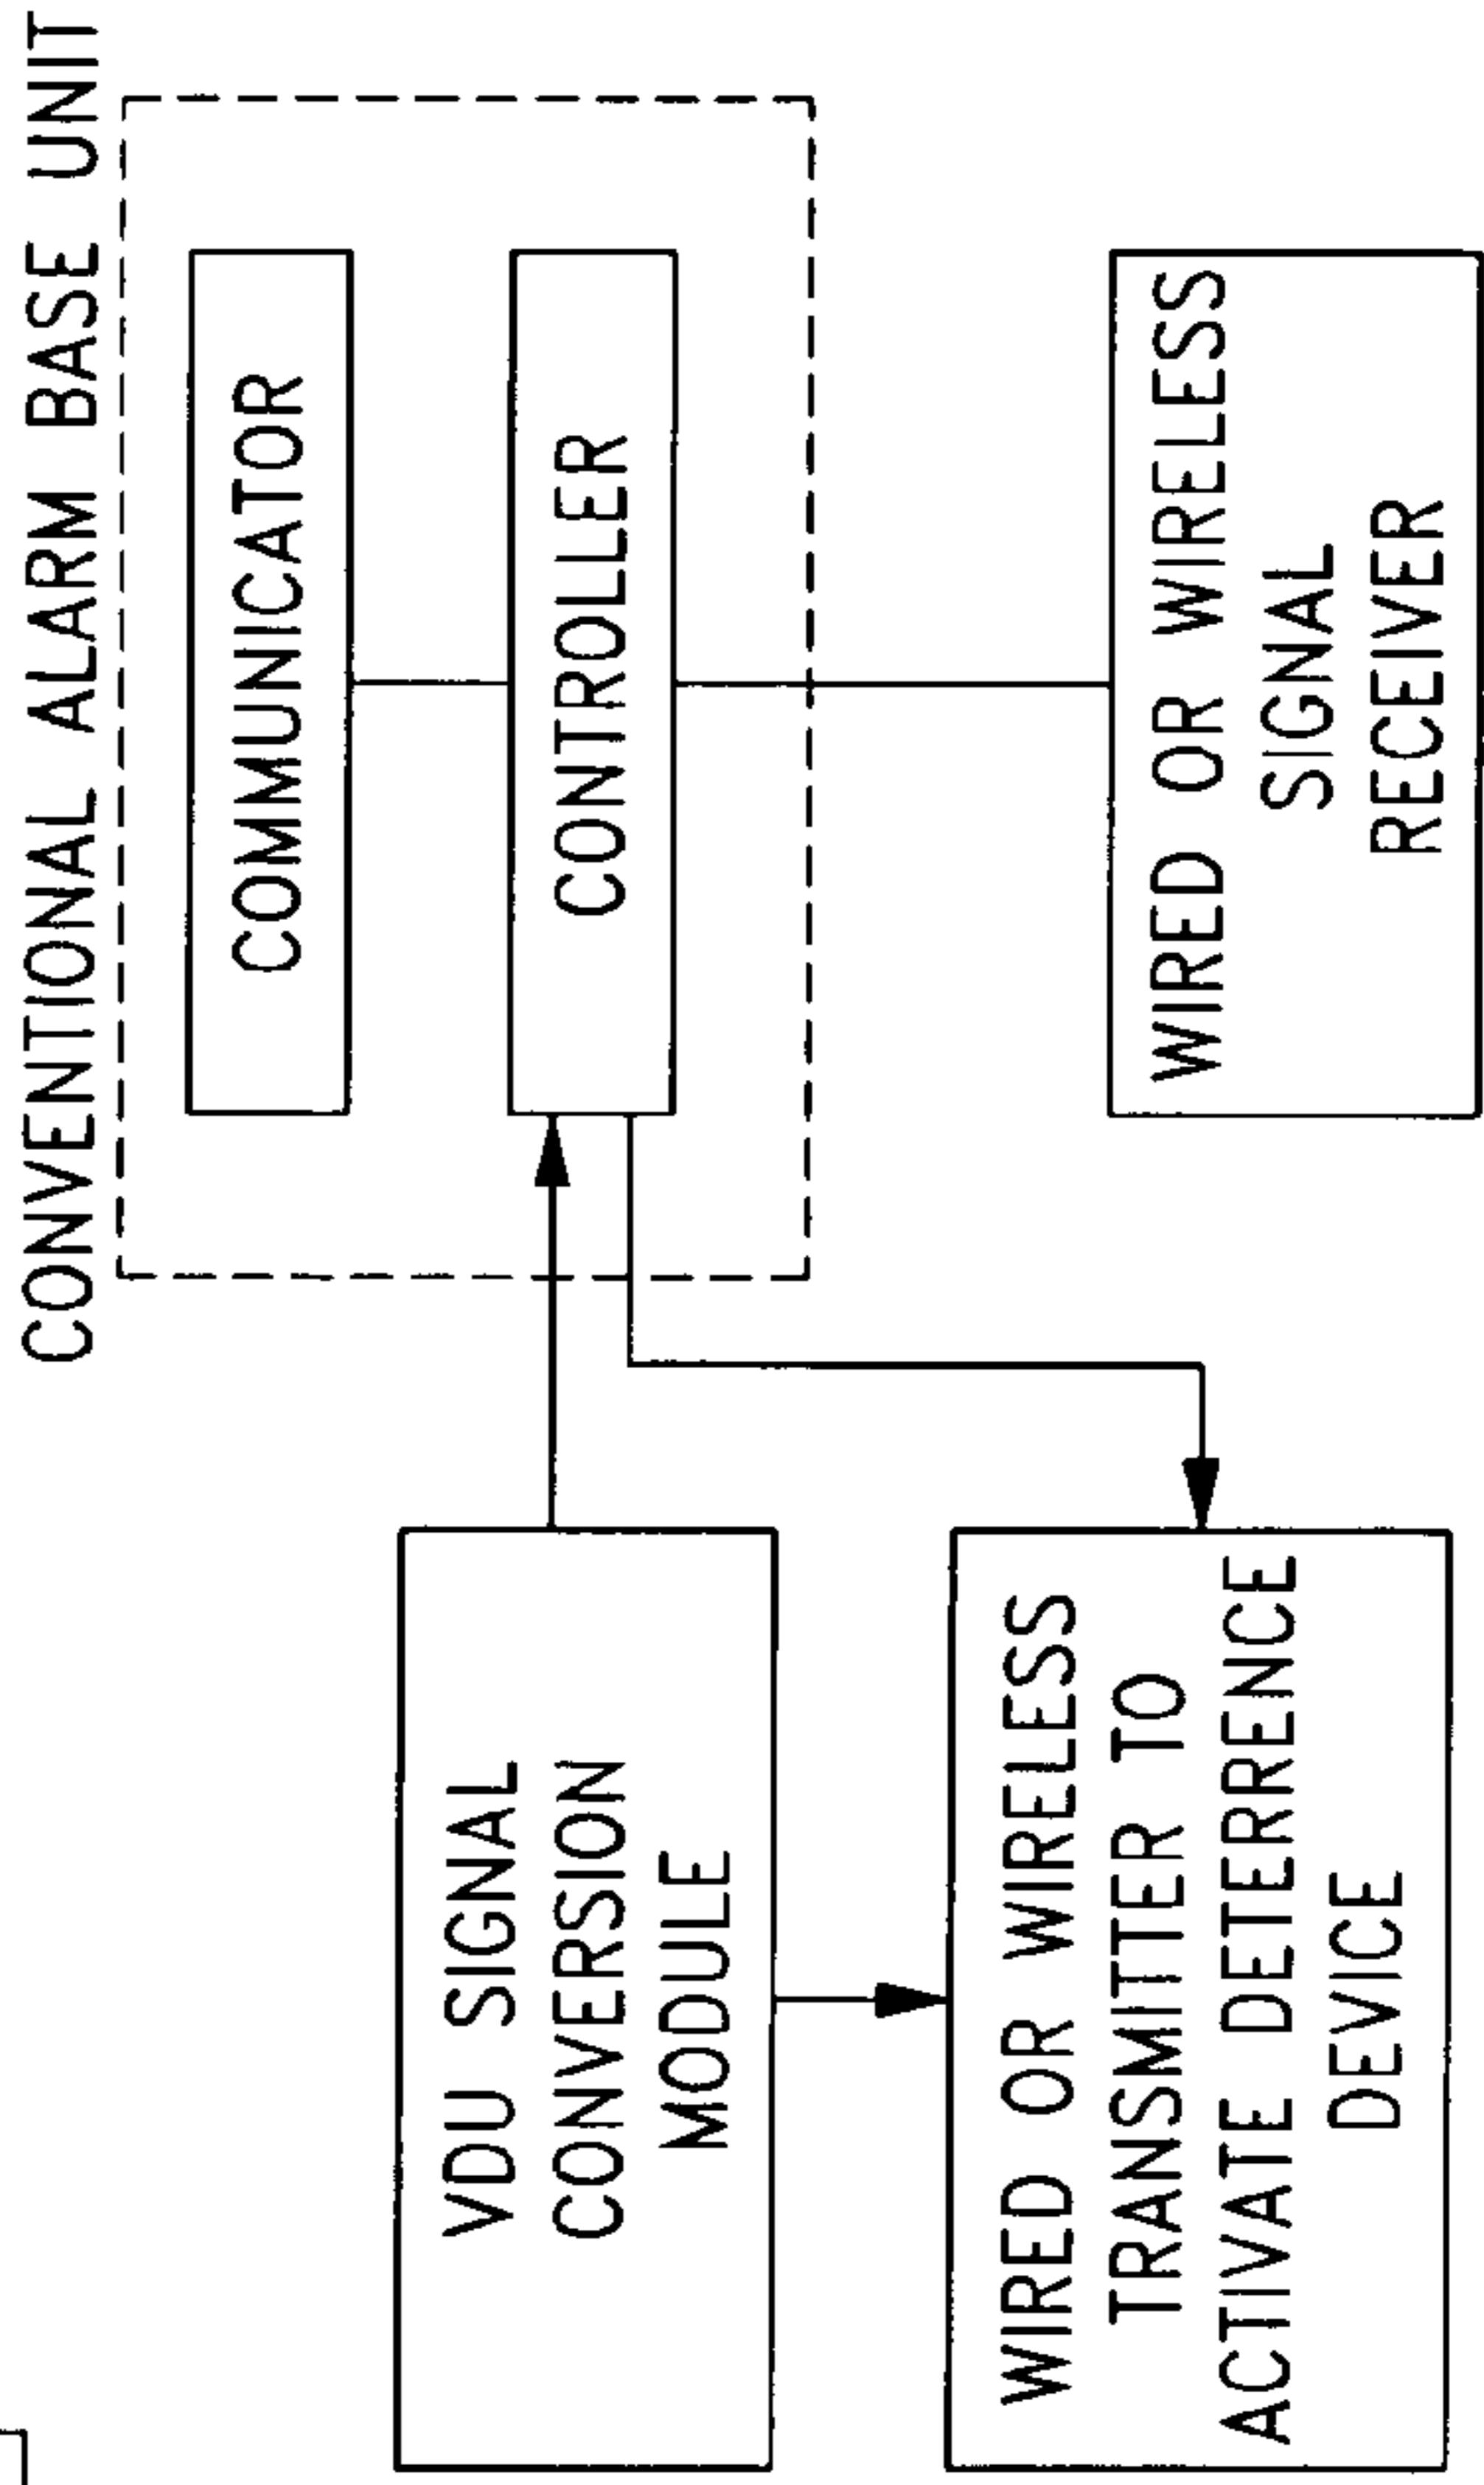 CONVENTIONAL ALARM BASE UNIT
COMMUNICATOR
CONTROLLER
VDU SIGNAL
CONVERSION
MODULE
WIRED OR WIRELESS
TRANSMITTER TO
ACTIVATE DETERRENCE
DEVICE
WIRED OR WIRELESS
SIGNAL
RECEIVER